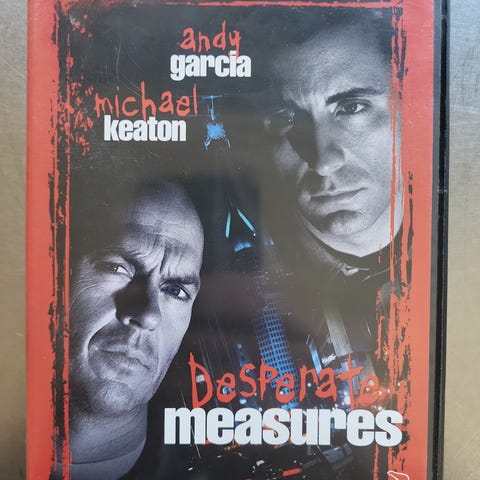 andy
garcia
michael
keaton
Desperate
measures